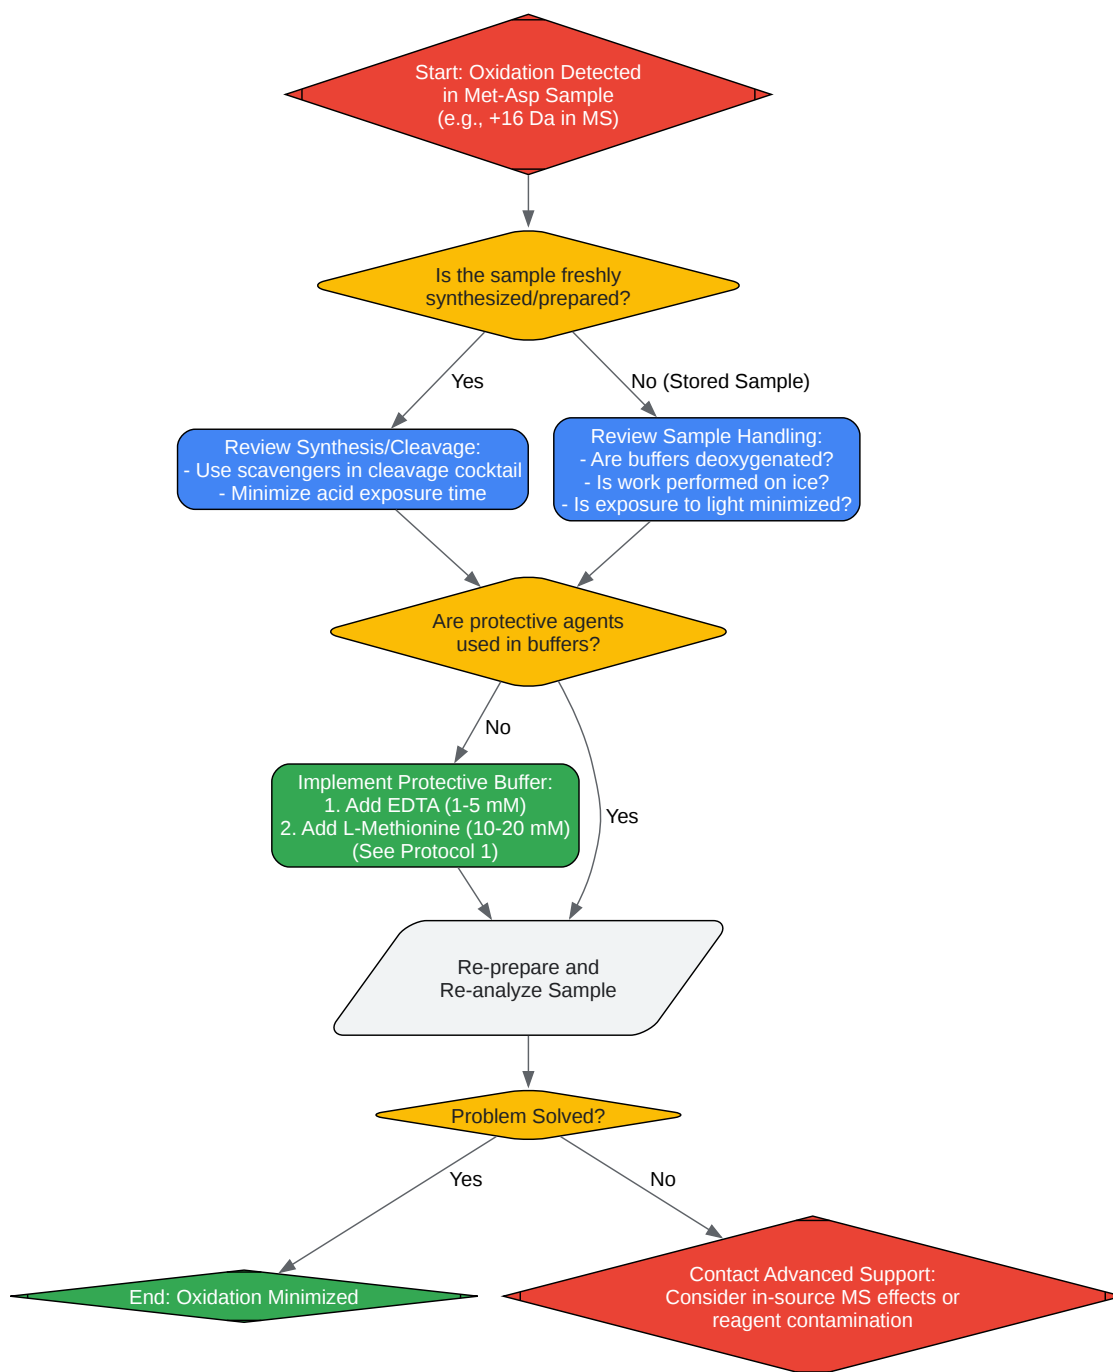 Start: Oxidation Detected
in Met-Asp Sample
(e.g., +16 Da in MS)
Is the sample freshly
synthesized/prepared?
Yes
No (Stored Sample)
Review Synthesis/Cleavage:
- Use scavengers in cleavage cocktail
- Minimize acid exposure time
Review Sample Handling:
- Are buffers deoxygenated?
- Is work performed on ice?
- Is exposure to light minimized?
Are protective agents
used in buffers?
No
Yes
Implement Protective Buffer:
1. Add EDTA (1-5 mM)
2. Add L-Methionine (10-20 mM)
(See Protocol 1)
Re-prepare and
Re-analyze Sample
Problem Solved?
Yes
No
End: Oxidation Minimized
Contact Advanced Support:
Consider in-source MS effects or
reagent contamination